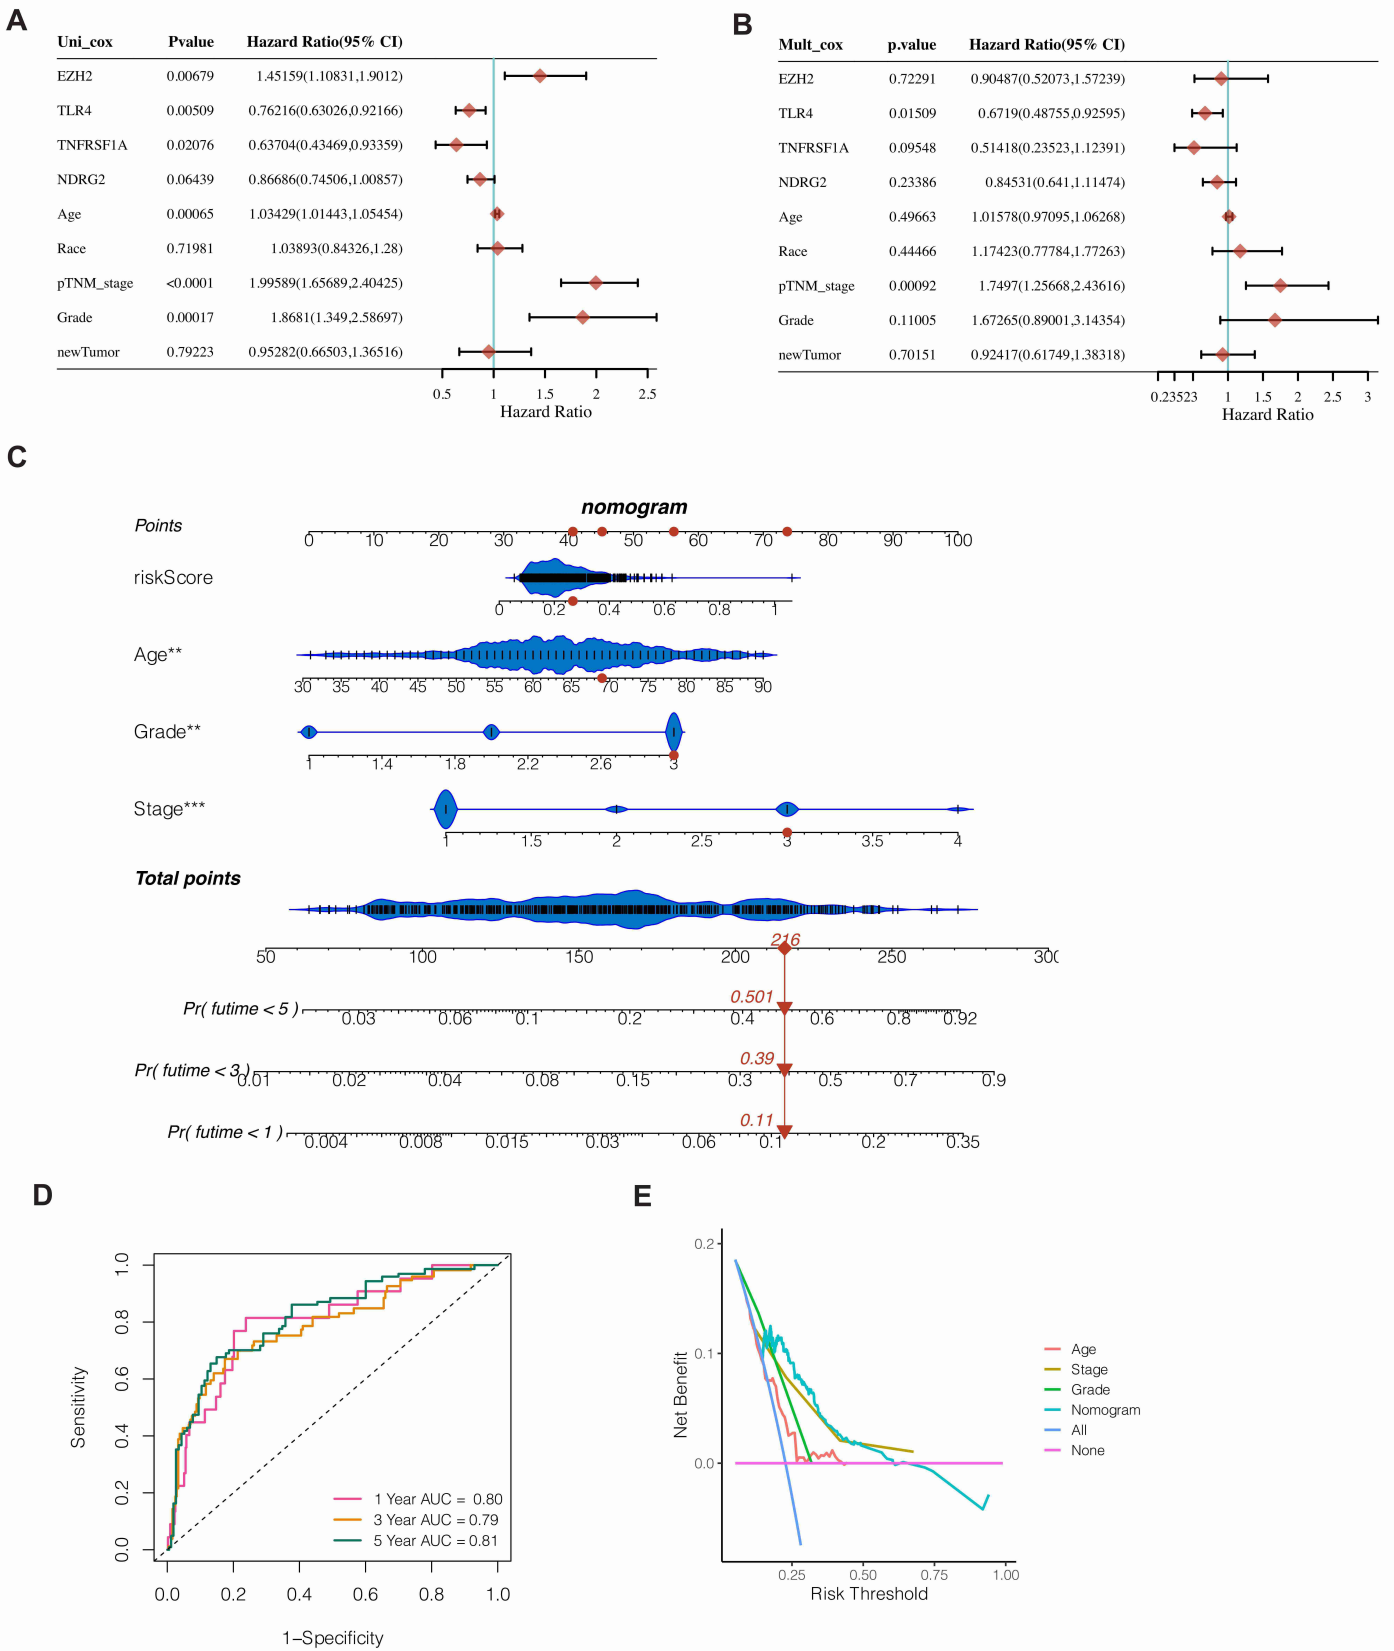 A
Uni_cox Pvalue Hazard Ratio(95% CI)
EZH2 0.00679 1.45159(1.10831,1.9012)
TLR4 0.00509 0.76216(0.63026,0.92166)
TNFRSF1A 0.02076 0.63704(0.43469,0.93359)
NDRG2 0.06439 0.86686(0.74506,1.00857)
Age 0.00065 1.03429(1.01443,1.05454)
Race 0.71981 1.03893(0.84326,1.28)
pTNM_stage <0.0001 1.99589(1.65689,2.40425)
Grade 0.00017 1.8681(1.349,2.58697)
newTumor 0.79223 0.95282(0.66503,1.36516)
0.5 1 1.5 2 2.5
Hazard Ratio
B
Mult_cox p.value Hazard Ratio(95% CI)
EZH2 0.72291 0.90487(0.52073,1.57239)
TLR4 0.01509 0.6719(0.48755,0.92595)
TNFRSF1A 0.09548 0.51418(0.23523,1.12391)
NDRG2 0.23386 0.84531(0.641,1.11474)
Age 0.49663 1.01578(0.97095,1.06268)
Race 0.44466 1.17423(0.77784,1.77263)
pTNM_stage 0.00092 1.7497(1.25668,2.43616)
Grade 0.11005 1.67265(0.89001,3.14354)
newTumor 0.70151 0.92417(0.61749,1.38318)
0.23523 1 1.5 2 2.5 3
Hazard Ratio
C
nomogram
Points
0 10 20 30 40 50 60 70 80 90 100
riskScore
0 0.2 0.4 0.6 0.8 1
Age**
30 35 40 45 50 55 60 65 70 75 80 85 90
Grade**
1 1.4 1.8 2.2 2.6 3
Stage***
1 1.5 2 2.5 3 3.5 4
Total points
216
50 100 150 200 250 300
0.501
Pr( futime < 5 )
0.03 0.06 0.1 0.2 0.4 0.6 0.8 0.92
0.39
Pr( futime < 3 )
0.01 0.02 0.04 0.08 0.15 0.3 0.5 0.7 0.9
0.11
Pr( futime < 1 )
0.004 0.008 0.015 0.03 0.06 0.1 0.2 0.35
D
Sensitivity
1.0
0.8
0.6
0.4
0.2
0.0
1 Year AUC = 0.80
3 Year AUC = 0.79
5 Year AUC = 0.81
0.0 0.2 0.4 0.6 0.8 1.0
1−Specificity
E
Net Benefit
0.2
0.1
0.0
0.25 0.50 0.75 1.00
Risk Threshold
Age
Stage
Grade
Nomogram
All
None